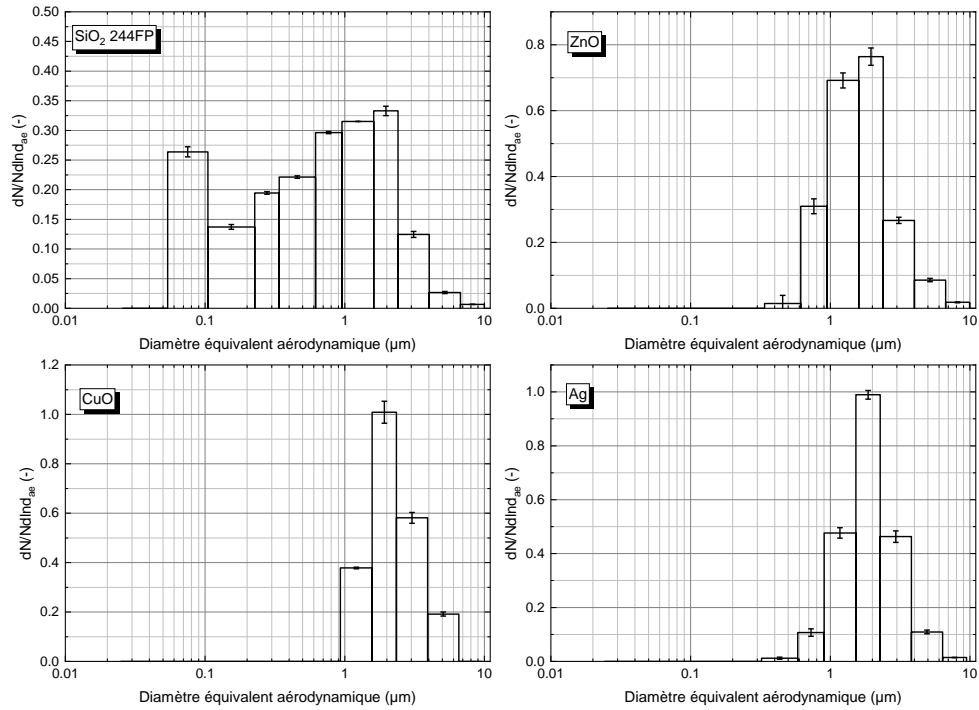 SiO2 244FP
dN/Ndlnd_ae (-)
0.50
0.45
0.40
0.35
0.30
0.25
0.20
0.15
0.10
0.05
0.00
0.01 0.1 1 10
Diamètre équivalent aérodynamique (µm)
ZnO
dN/Ndlnd_ae (-)
0.8
0.6
0.4
0.2
0.0
0.01 0.1 1 10
Diamètre équivalent aérodynamique (µm)
CuO
dN/Ndlnd_ae (-)
1.2
1.0
0.8
0.6
0.4
0.2
0.0
0.01 0.1 1 10
Diamètre équivalent aérodynamique (µm)
Ag
dN/Ndlnd_ae (-)
1.0
0.8
0.6
0.4
0.2
0.0
0.01 0.1 1 10
Diamètre équivalent aérodynamique (µm)